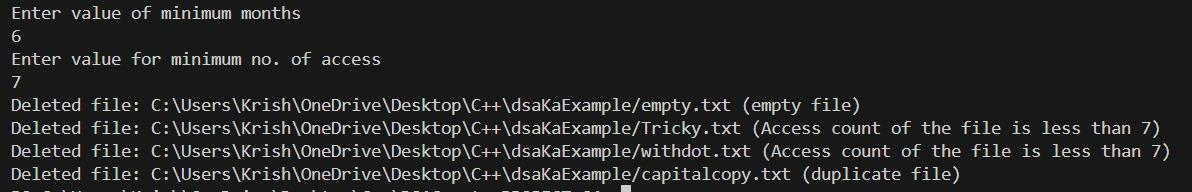 Enter value of minimum months
6
Enter value for minimum no. of access
7
Deleted file: C:\Users\Krish\OneDrive\Desktop\C++\dsaKaExample/empty.txt (empty file)
Deleted file: C:\Users\Krish\OneDrive\Desktop\C++\dsaKaExample/Tricky.txt (Access count of the file is less than 7)
Deleted file: C:\Users\Krish\OneDrive\Desktop\C++\dsaKaExample/withdot.txt (Access count of the file is less than 7)
Deleted file: C:\Users\Krish\OneDrive\Desktop\C++\dsaKaExample/capitalcopy.txt (duplicate file)